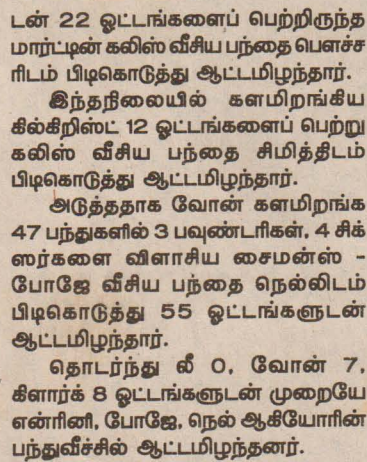 டன் 22 ஓட்டங்களைப் பெற்றிருந்த
மார்ட்டின் கலிஸ் வீசிய பந்தை பௌச்ச
ரிடம் பிடிகொடுத்து ஆட்டமிழந்தார்.
இந்தநிலையில் களமிறங்கிய
கில்கிறிஸ்ட் 12 ஓட்டங்களைப் பெற்று
கலிஸ் வீசிய பந்தை சிமித்திடம்
பிடிகொடுத்து ஆட்டமிழந்தார்.
அடுத்ததாக வோன் களமிறங்க
47 பந்துகளில் 3 பவுண்டரிகள், 4 சிக்
ஸர்களை விளாசிய சைமன்ஸ் -
போஜே வீசிய பந்தை நெல்லிடம்
பிடிகொடுத்து 55 ஓட்டங்களுடன்
ஆட்டமிழந்தார்.
தொடர்ந்து லீ 0, வோன் 7,
கிளார்க் 8 ஓட்டங்களுடன் முறையே
என்ரினி, போஜே, நெல் ஆகியோரின்
பந்துவீச்சில் ஆட்டமிழந்தனர்.